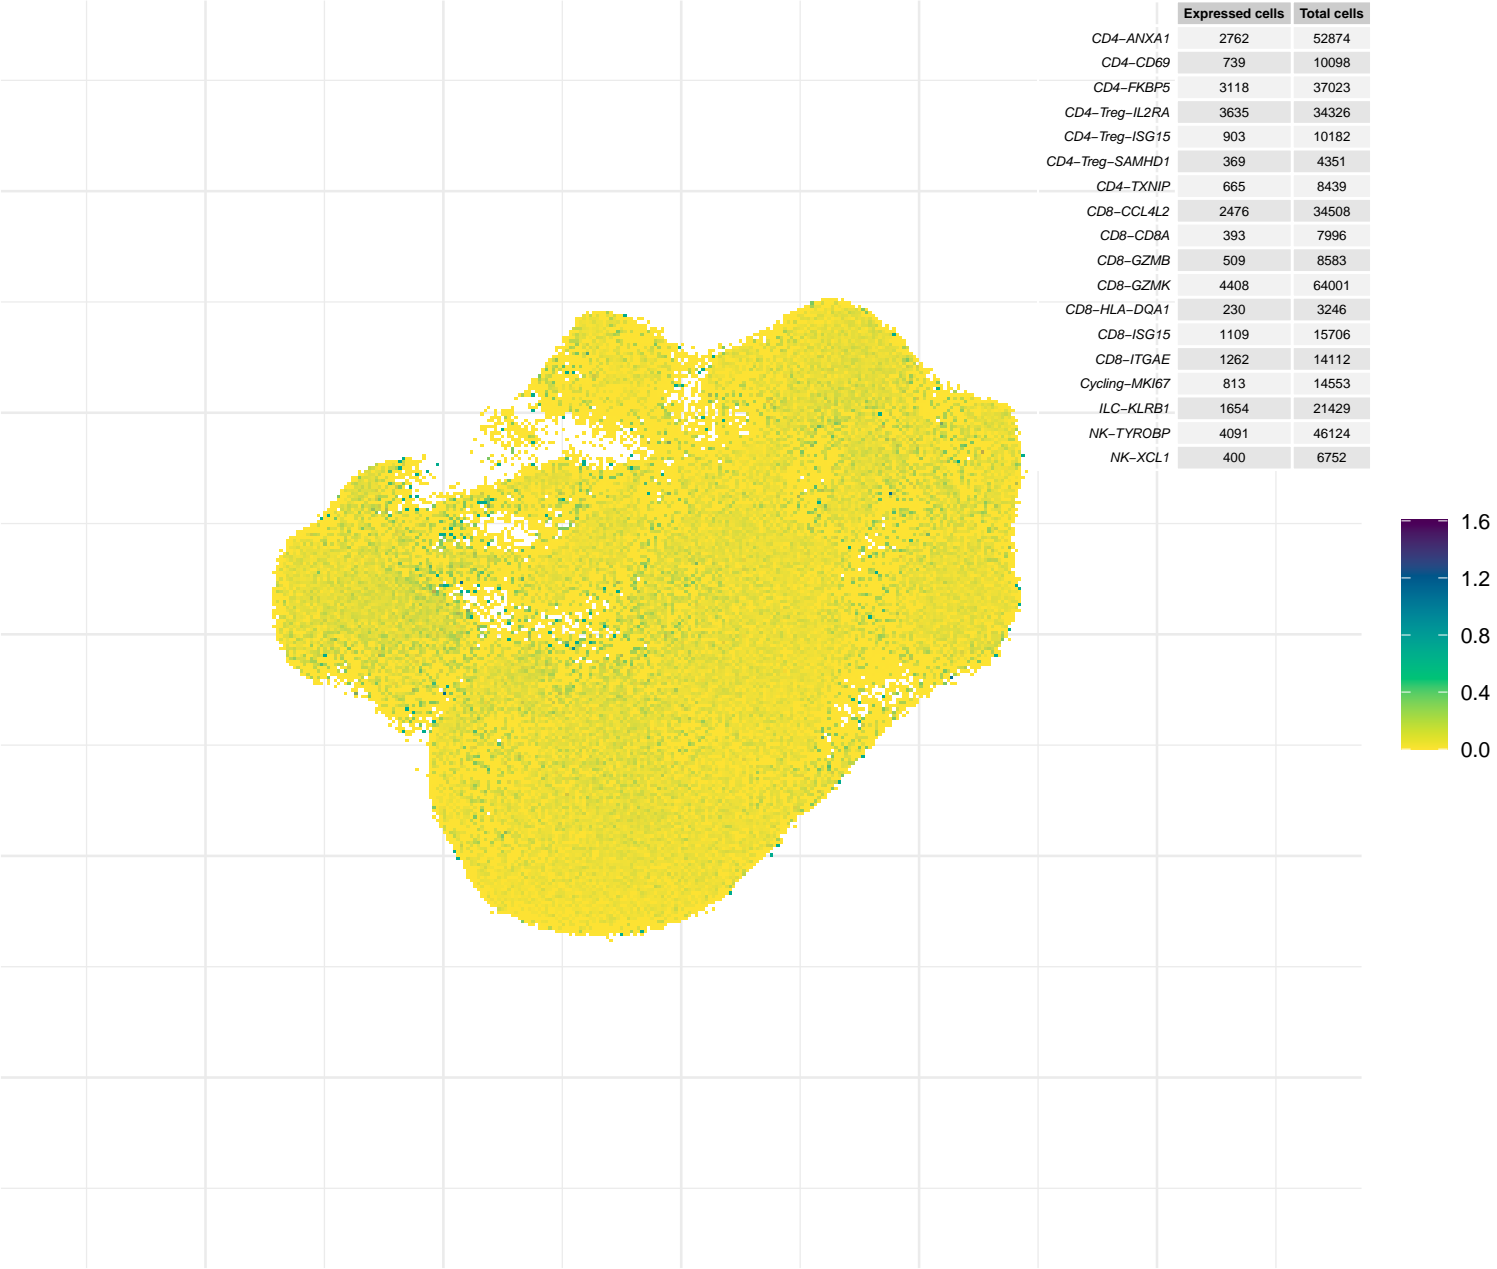 Expressed cells Total cells
CD4−ANXA1 2762 52874
CD4−CD69 739 10098
CD4−FKBP5 3118 37023
CD4−Treg−IL2RA 3635 34326
CD4−Treg−ISG15 903 10182
CD4−Treg−SAMHD1 369 4351
CD4−TXNIP 665 8439
CD8−CCL4L2 2476 34508
CD8−CD8A 393 7996
CD8−GZMB 509 8583
CD8−GZMK 4408 64001
CD8−HLA−DQA1 230 3246
CD8−ISG15 1109 15706
CD8−ITGAE 1262 14112
Cycling−MKI67 813 14553
ILC−KLRB1 1654 21429
NK−TYROBP 4091 46124
NK−XCL1 400 6752
1.6
1.2
0.8
0.4
0.0